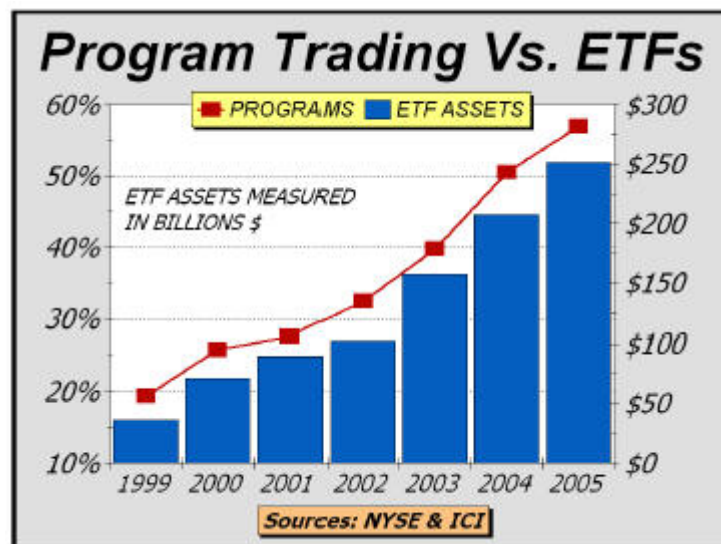 Program Trading Vs. ETFs
PROGRAMS ETF ASSETS
60% $300
50% $250
ETF ASSETS MEASURED
IN BILLIONS $
40% $200
30% $150
20% $100
10% $50
$0
1999 2000 2001 2002 2003 2004 2005
Sources: NYSE & ICI